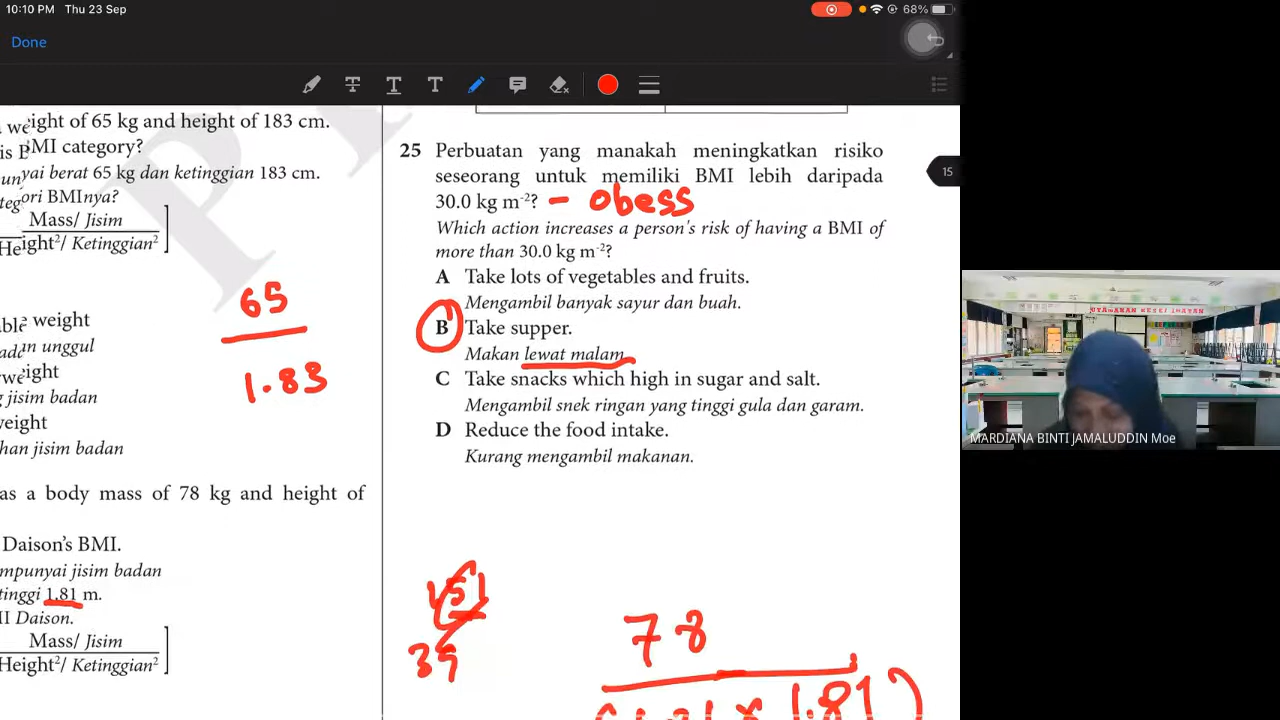 10:10 PM Thu 23 Sep
68%
Done
15
eight of 65 kg and height of 183 cm.
BMI category?
yai berat 65 kg dan ketinggian 183 cm.
ori BMInya?
Mass/ Jisim
eight²/ Ketinggian²
65
1.83
weight
n unggul
eight
jisim badan
weight
han jisim badan
as a body mass of 78 kg and height of
Daison's BMI.
mpunyai jisim badan
tinggi 1.81 m.
II Daison.
Mass/ Jisim
Height²/ Ketinggian²
25 Perbuatan yang manakah meningkatkan risiko
seseorang untuk memiliki BMI lebih daripada
30.0 kg m⁻²? - obess
Which action increases a person's risk of having a BMI of
more than 30.0 kg m⁻²?
A Take lots of vegetables and fruits.
Mengambil banyak sayur dan buah.
B Take supper.
Makan lewat malam.
C Take snacks which high in sugar and salt.
Mengambil snek ringan yang tinggi gula dan garam.
D Reduce the food intake.
Kurang mengambil makanan.
78
x 1.81)
MARDIANA BINTI JAMALUDDIN Moe